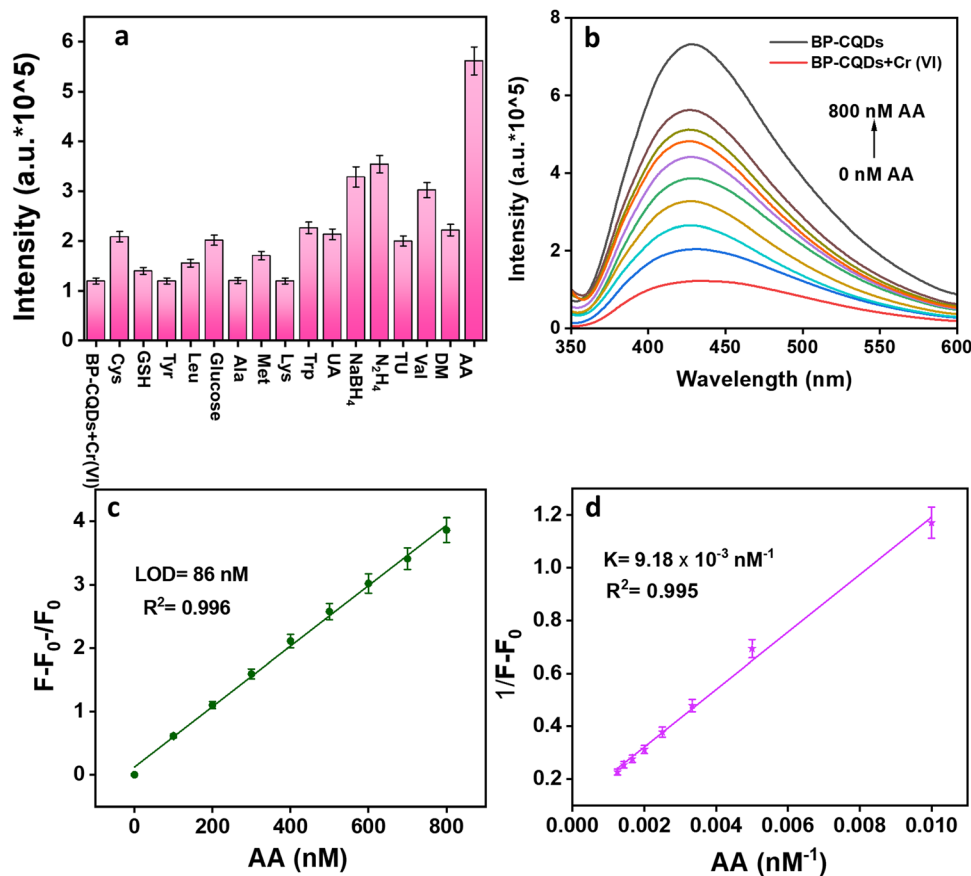 a
Intensity (a.u.*10^5)
6
5
4
3
2
1
0
BP-CQDs+Cr(VI)
Cys
GSH
Tyr
Leu
Glucose
Ala
Met
Lys
Trp
UA
NaBH4
N2H4
TU
Val
DM
AA
b
Intensity (a.u.*10^5)
8
6
4
2
0
BP-CQDs
BP-CQDs+Cr (VI)
800 nM AA
0 nM AA
350 400 450 500 550 600
Wavelength (nm)
c
F-F0-/F0
4
3
2
1
0
LOD= 86 nM
R2= 0.996
0 200 400 600 800
AA (nM)
d
1/F-F0
1.2
1.0
0.8
0.6
0.4
0.2
K= 9.18 x 10-3 nM-1
R2= 0.995
0.000 0.002 0.004 0.006 0.008 0.010
AA (nM-1)